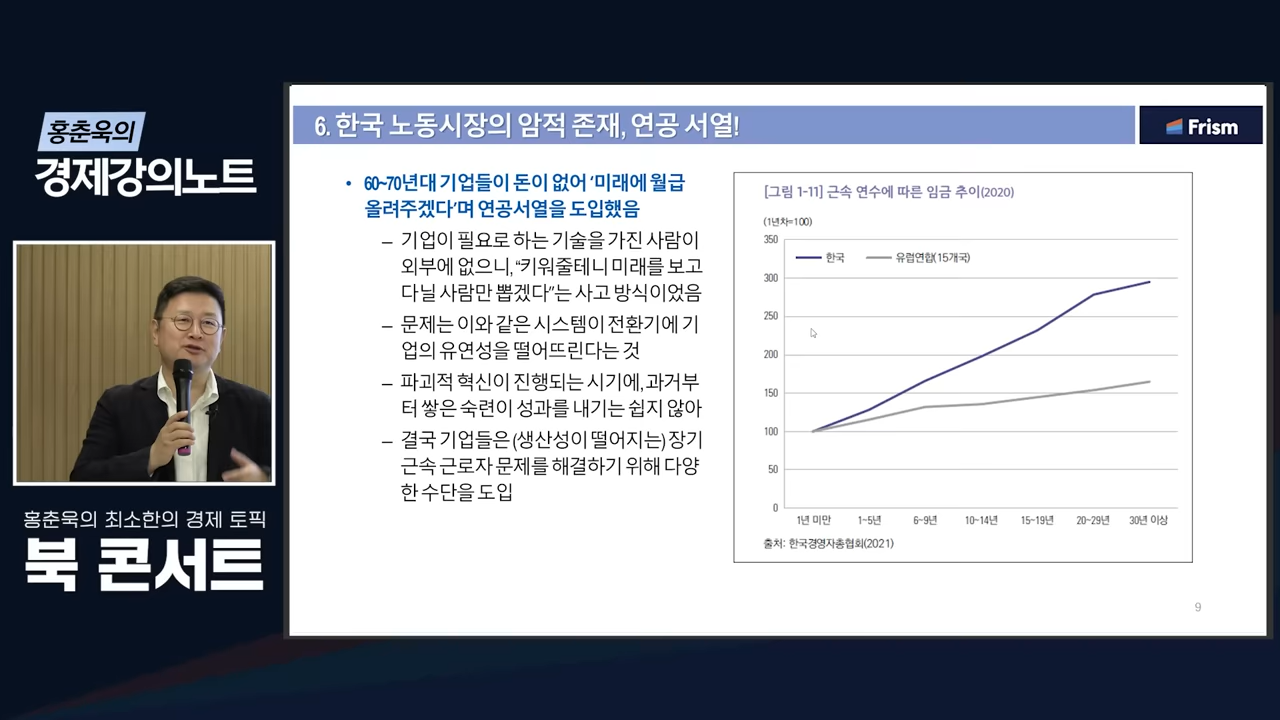 홍춘욱의
경제강의노트
홍춘욱의 최소한의 경제 토픽
북 콘서트
6. 한국 노동시장의 암적 존재, 연공 서열!
Frism
• 60~70년대 기업들이 돈이 없어 ‘미래에 월급
올려주겠다’며 연공서열을 도입했음
– 기업이 필요로 하는 기술을 가진 사람이
외부에 없으니, “키워줄테니 미래를 보고
다닐 사람만 뽑겠다”는 사고 방식이었음
– 문제는 이와 같은 시스템이 전환기에 기
업의 유연성을 떨어뜨린다는 것
– 파괴적 혁신이 진행되는 시기에, 과거부
터 쌓은 숙련이 성과를 내기는 쉽지 않아
– 결국 기업들은 (생산성이 떨어지는) 장기
근속 근로자 문제를 해결하기 위해 다양
한 수단을 도입
[그림 1-11] 근속 연수에 따른 임금 추이(2020)
(1년차=100)
350
300
250
200
150
100
50
0
한국 유럽연합(15개국)
1년 미만 1~5년 6~9년 10~14년 15~19년 20~29년 30년 이상
출처: 한국경영자총협회(2021)
9